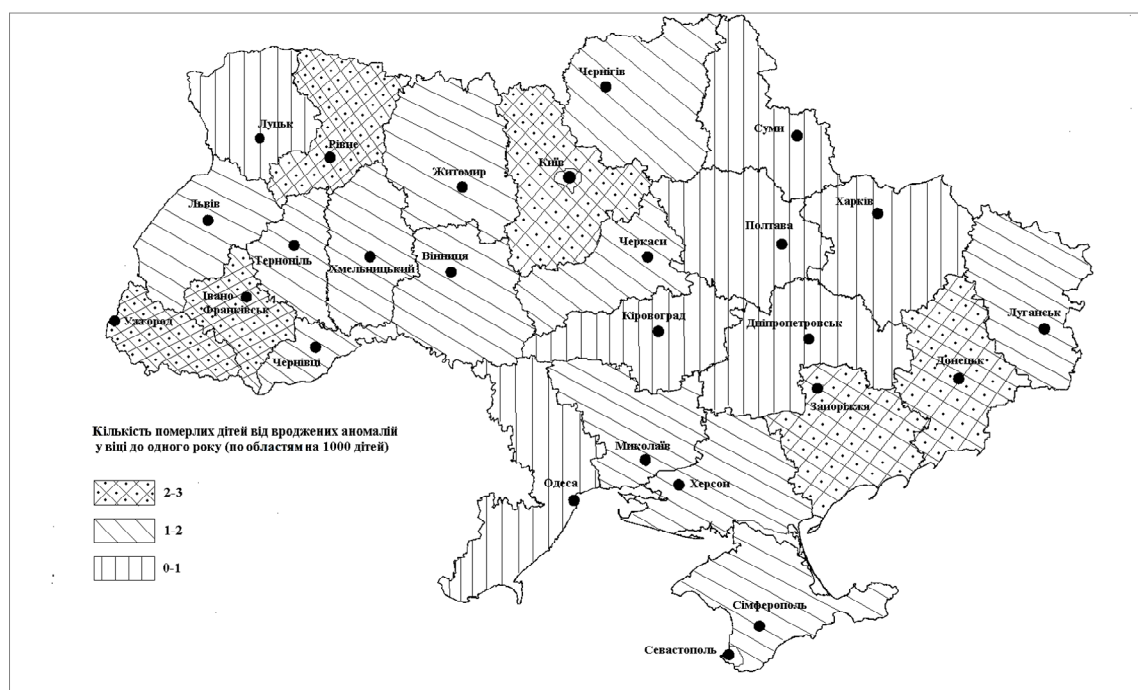 Чернігів
Луцьк
Суми
Рівне
Київ
Житомир
Львів
Харків
Полтава
Черкаси
Тернопіль
Хмельницький
Вінниця
Івано
Франківськ
Ужгород
Чернівці
Кіровоград
Дніпропетровськ
Луганськ
Донецьк
Запоріжжя
Кількість померлих дітей від вроджених аномалій
у віці до одного року (по областям на 1000 дітей)
Миколаїв
Одеса
Херсон
2-3
1-2
0-1
Сімферополь
Севастополь